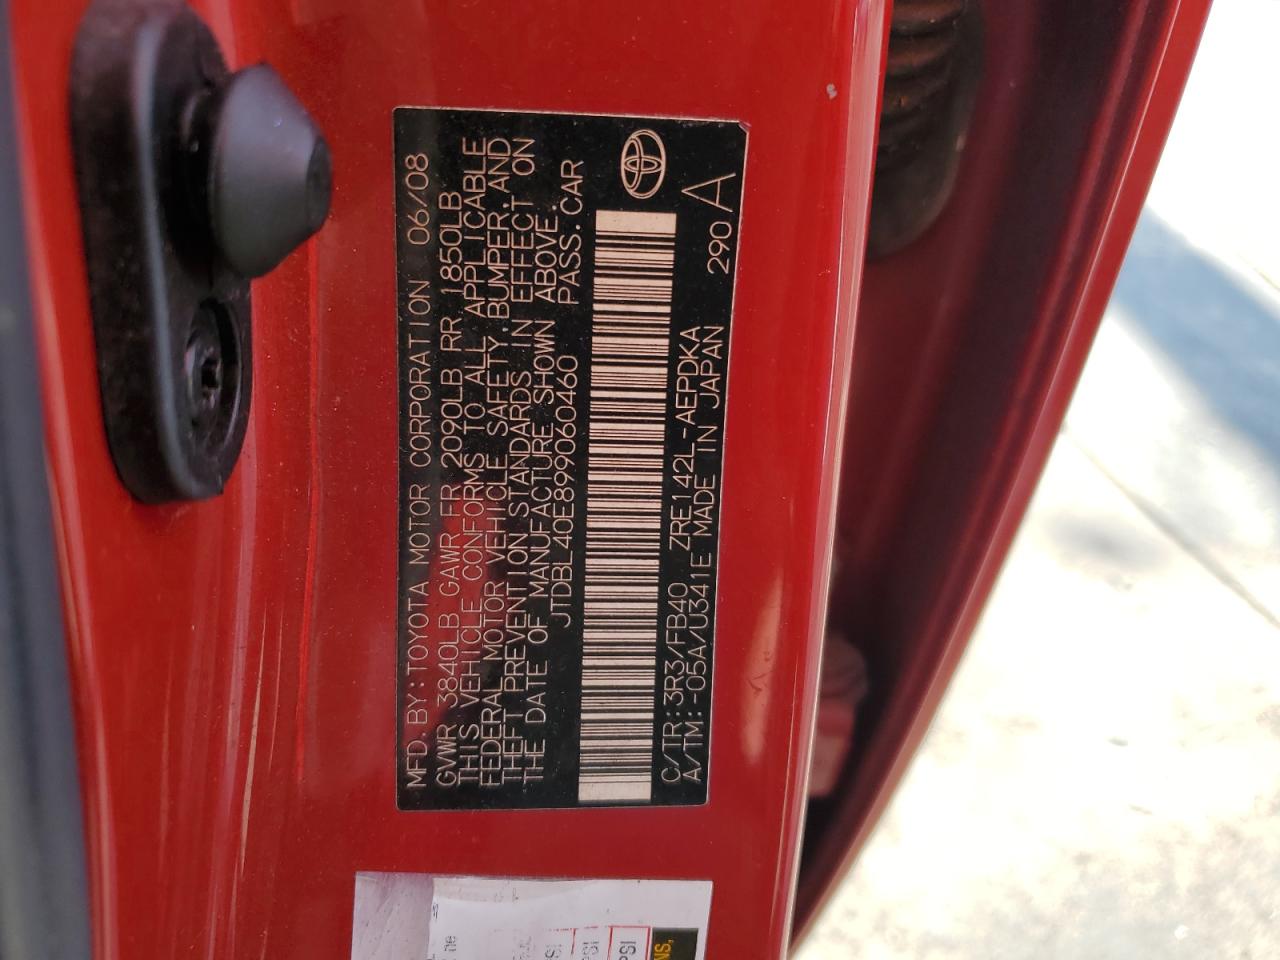 MFD. BY: TOYOTA MOTOR CORPORATION 06/08
GVWR 3840LB GAWR FR 2090LB RR 1850LB
THIS VEHICLE CONFORMS TO ALL APPLICABLE
FEDERAL MOTOR VEHICLE SAFETY, BUMPER, AND
THEFT PREVENTION STANDARDS IN EFFECT ON
THE DATE OF MANUFACTURE SHOWN ABOVE.
JTDBL40E899060460 PASS. CAR
C/TR: 3R3/FB40 ZRE142L-AEPDKA 290 A
A/TM: -05A/U341E MADE IN JAPAN
PSI
NS,